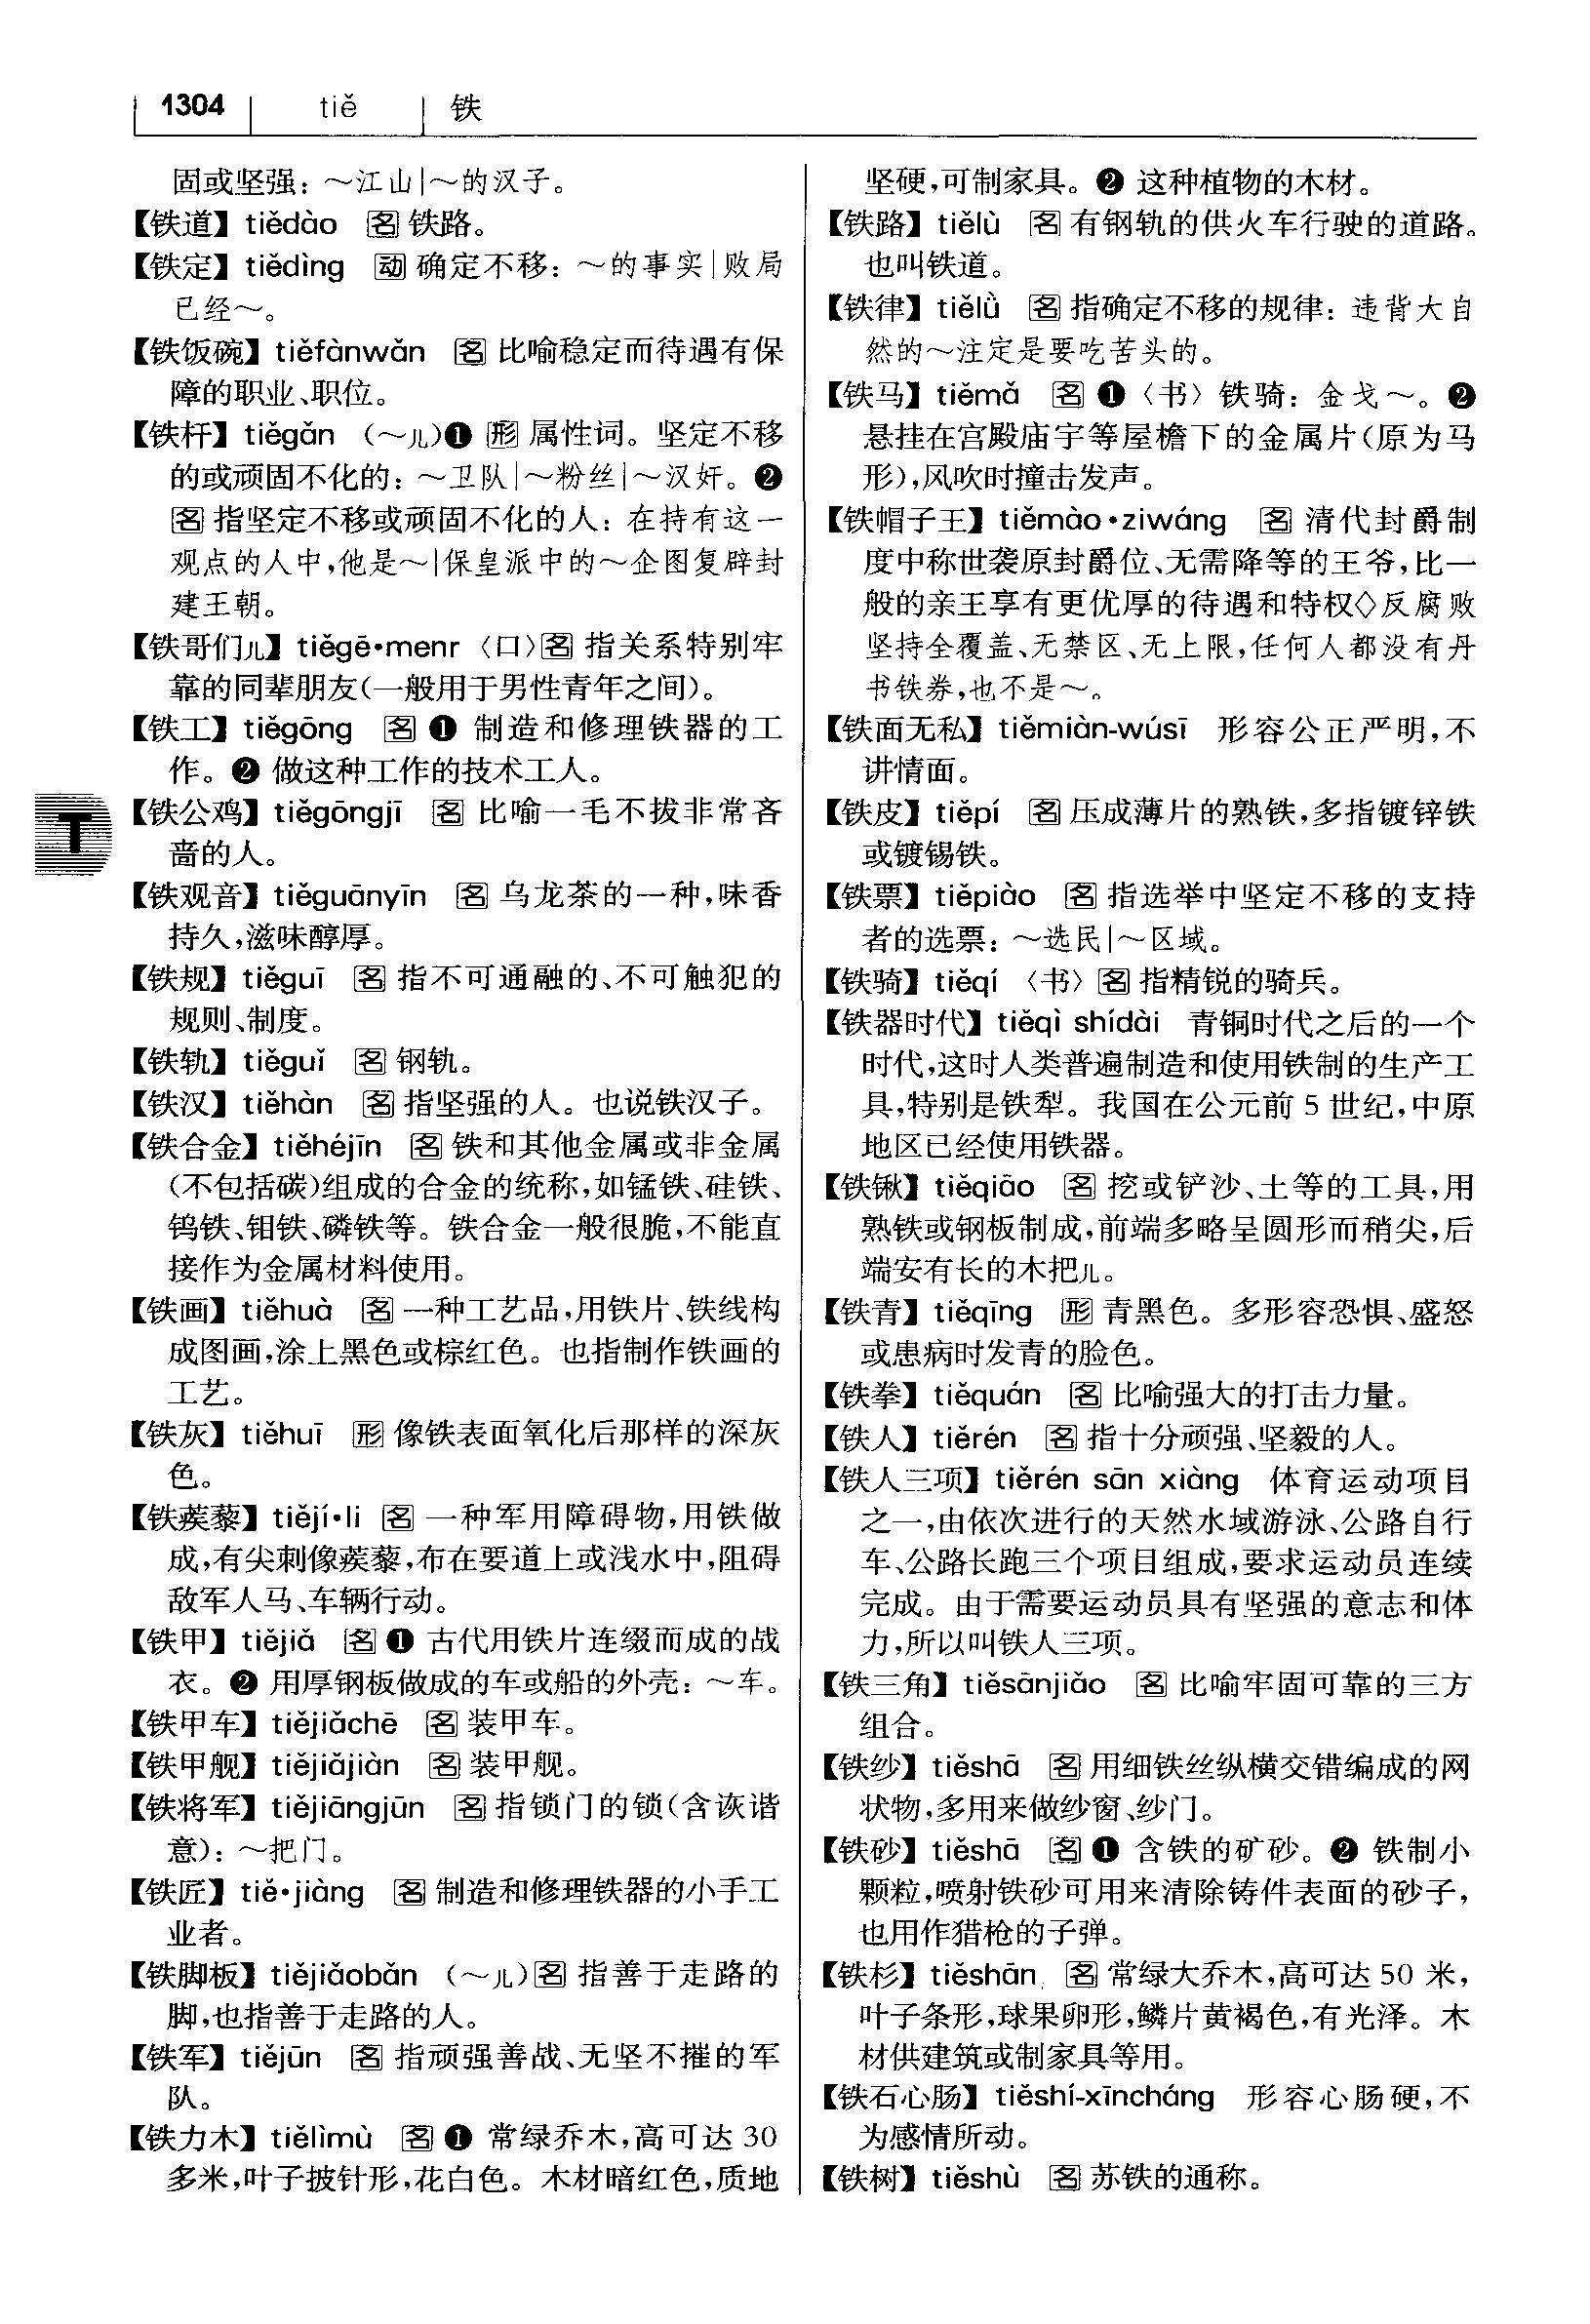 1304 tiě 铁
固或坚强：～江山|～的汉子。
【铁道】tiědào 名 铁路。
【铁定】tiědìng 动 确定不移：～的事实|败局
已经～。
【铁饭碗】tiěfànwǎn 名 比喻稳定而待遇有保
障的职业、职位。
【铁杆】tiěgǎn （～儿）❶ 形 属性词。坚定不移
的或顽固不化的：～卫队|～粉丝|～汉奸。❷
名 指坚定不移或顽固不化的人：在持有这一
观点的人中，他是～|保皇派中的～企图复辟封
建王朝。
【铁哥们儿】tiěgē•menr 〈口〉名 指关系特别牢
靠的同辈朋友（一般用于男性青年之间）。
【铁工】tiěgōng 名 ❶ 制造和修理铁器的工
作。❷ 做这种工作的技术工人。
【铁公鸡】tiěgōngjī 名 比喻一毛不拔非常吝
啬的人。
【铁观音】tiěguānyīn 名 乌龙茶的一种，味香
持久，滋味醇厚。
【铁规】tiěguī 名 指不可通融的、不可触犯的
规则、制度。
【铁轨】tiěguǐ 名 钢轨。
【铁汉】tiěhàn 名 指坚强的人。也说铁汉子。
【铁合金】tiěhéjīn 名 铁和其他金属或非金属
（不包括碳）组成的合金的统称，如锰铁、硅铁、
钨铁、钼铁、磷铁等。铁合金一般很脆，不能直
接作为金属材料使用。
【铁画】tiěhuà 名 一种工艺品，用铁片、铁线构
成图画，涂上黑色或棕红色。也指制作铁画的
工艺。
【铁灰】tiěhuī 形 像铁表面氧化后那样的深灰
色。
【铁蒺藜】tiějí•li 名 一种军用障碍物，用铁做
成，有尖刺像蒺藜，布在要道上或浅水中，阻碍
敌军人马、车辆行动。
【铁甲】tiějiǎ 名 ❶ 古代用铁片连缀而成的战
衣。❷ 用厚钢板做成的车或船的外壳：～车。
【铁甲车】tiějiǎchē 名 装甲车。
【铁甲舰】tiějiǎjiàn 名 装甲舰。
【铁将军】tiějiāngjūn 名 指锁门的锁（含诙谐
意）：～把门。
【铁匠】tiě•jiàng 名 制造和修理铁器的小手工
业者。
【铁脚板】tiějiǎobǎn （～儿）名 指善于走路的
脚，也指善于走路的人。
【铁军】tiějūn 名 指顽强善战、无坚不摧的军
队。
【铁力木】tiělìmù 名 ❶ 常绿乔木，高可达 30
多米，叶子披针形，花白色。木材暗红色，质地
坚硬，可制家具。❷ 这种植物的木材。
【铁路】tiělù 名 有钢轨的供火车行驶的道路。
也叫铁道。
【铁律】tiělǜ 名 指确定不移的规律：违背大自
然的～注定是要吃苦头的。
【铁马】tiěmǎ 名 ❶〈书〉铁骑：金戈～。❷
悬挂在宫殿庙宇等屋檐下的金属片（原为马
形），风吹时撞击发声。
【铁帽子王】tiěmào•ziwáng 名 清代封爵制
度中称世袭原封爵位、无需降等的王爷，比一
般的亲王享有更优厚的待遇和特权◇反腐败
坚持全覆盖、无禁区、无上限，任何人都没有丹
书铁券，也不是～。
【铁面无私】tiěmiàn-wúsī 形容公正严明，不
讲情面。
【铁皮】tiěpí 名 压成薄片的熟铁，多指镀锌铁
或镀锡铁。
【铁票】tiěpiào 名 指选举中坚定不移的支持
者的选票：～选民|～区域。
【铁骑】tiěqí 〈书〉名 指精锐的骑兵。
【铁器时代】tiěqì shídài 青铜时代之后的一个
时代，这时人类普遍制造和使用铁制的生产工
具，特别是铁犁。我国在公元前 5 世纪，中原
地区已经使用铁器。
【铁锹】tiěqiāo 名 挖或铲沙、土等的工具，用
熟铁或钢板制成，前端多略呈圆形而稍尖，后
端安有长的木把儿。
【铁青】tiěqīng 形 青黑色。多形容恐惧、盛怒
或患病时发青的脸色。
【铁拳】tiěquán 名 比喻强大的打击力量。
【铁人】tiěrén 名 指十分顽强、坚毅的人。
【铁人三项】tiěrén sān xiàng 体育运动项目
之一，由依次进行的天然水域游泳、公路自行
车、公路长跑三个项目组成，要求运动员连续
完成。由于需要运动员具有坚强的意志和体
力，所以叫铁人三项。
【铁三角】tiěsānjiǎo 名 比喻牢固可靠的三方
组合。
【铁纱】tiěshā 名 用细铁丝纵横交错编成的网
状物，多用来做纱窗、纱门。
【铁砂】tiěshā 名 ❶ 含铁的矿砂。❷ 铁制小
颗粒，喷射铁砂可用来清除铸件表面的砂子，
也用作猎枪的子弹。
【铁杉】tiěshān 名 常绿大乔木，高可达 50 米，
叶子条形，球果卵形，鳞片黄褐色，有光泽。木
材供建筑或制家具等用。
【铁石心肠】tiěshí-xīncháng 形容心肠硬，不
为感情所动。
【铁树】tiěshù 名 苏铁的通称。
T